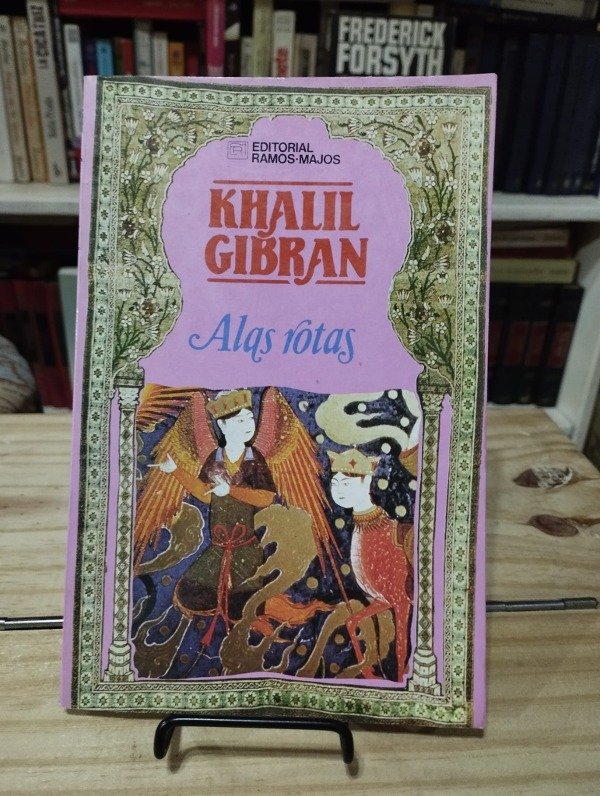 FREDERICK
FORSYTH
EDITORIAL
RAMOS-MAJOS
KHALIL
GIBRAN
Alas rotas